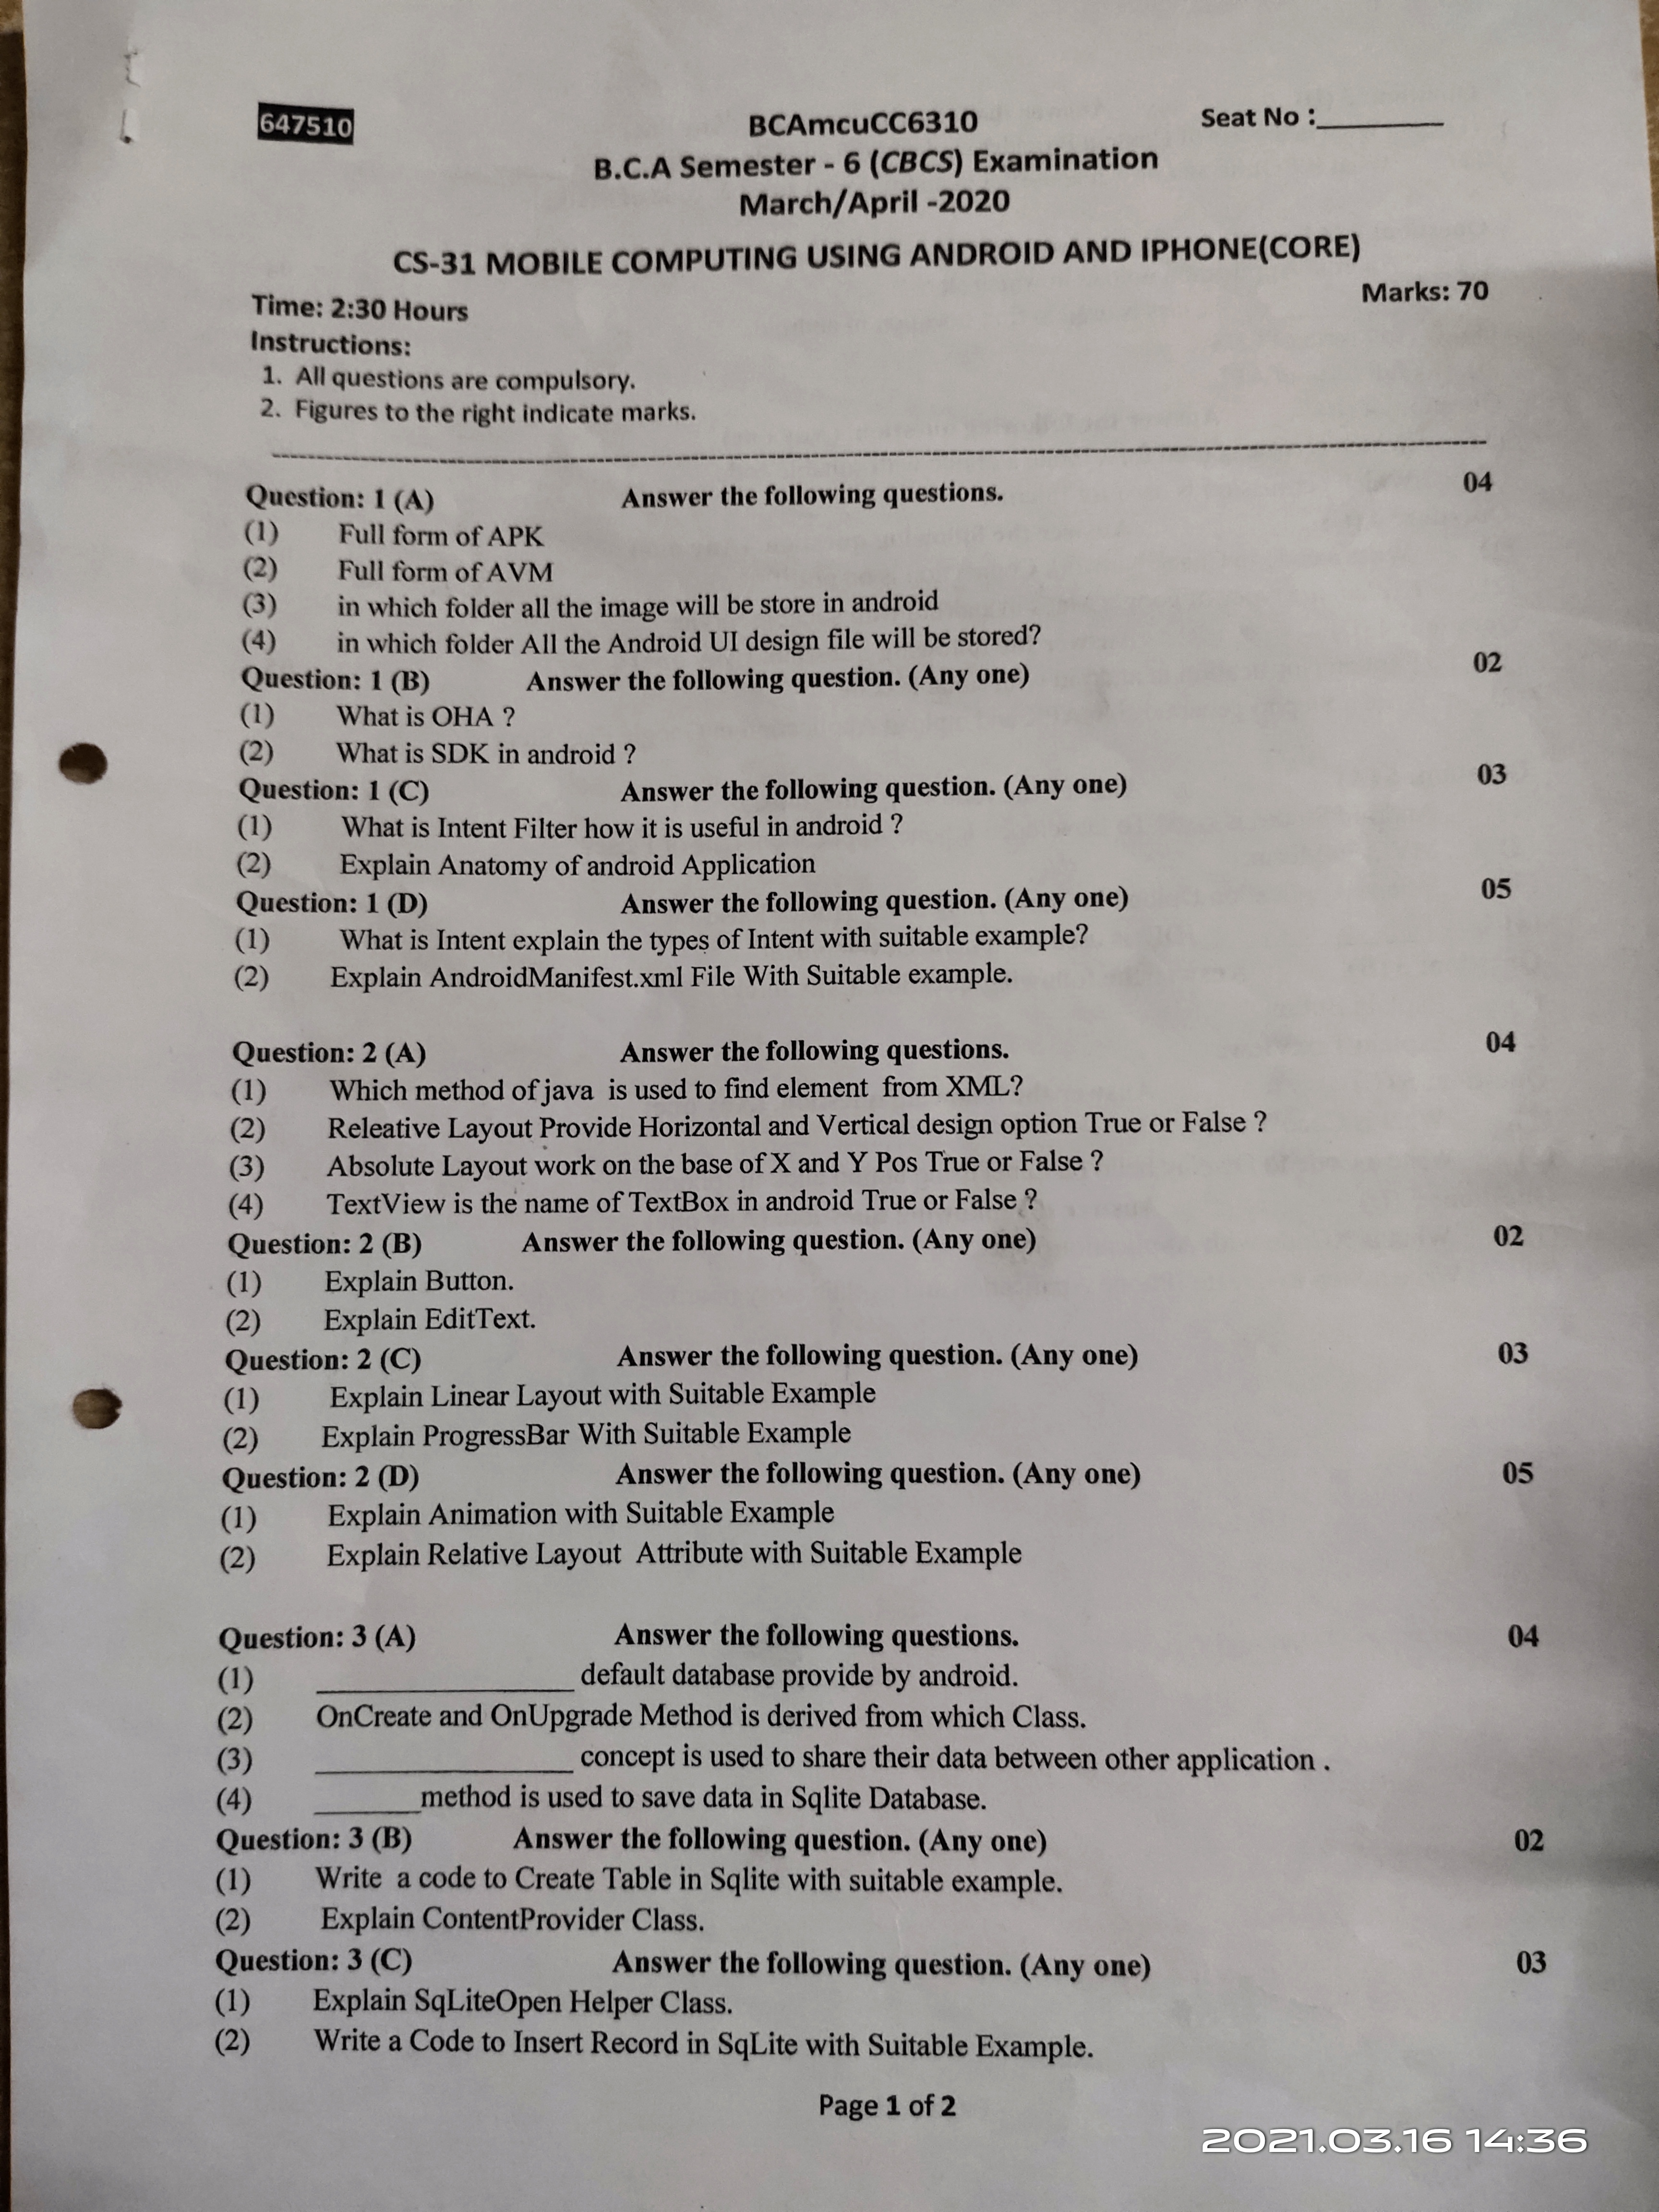 647510 BCAmcuCC6310 Seat No :_________
B.C.A Semester - 6 (CBCS) Examination
March/April -2020
CS-31 MOBILE COMPUTING USING ANDROID AND IPHONE(CORE)
Time: 2:30 Hours Marks: 70
Instructions:
1. All questions are compulsory.
2. Figures to the right indicate marks.
Question: 1 (A) Answer the following questions. 04
(1) Full form of APK
(2) Full form of AVM
(3) in which folder all the image will be store in android
(4) in which folder All the Android UI design file will be stored?
Question: 1 (B) Answer the following question. (Any one) 02
(1) What is OHA ?
(2) What is SDK in android ?
Question: 1 (C) Answer the following question. (Any one) 03
(1) What is Intent Filter how it is useful in android ?
(2) Explain Anatomy of android Application
Question: 1 (D) Answer the following question. (Any one) 05
(1) What is Intent explain the types of Intent with suitable example?
(2) Explain AndroidManifest.xml File With Suitable example.
Question: 2 (A) Answer the following questions. 04
(1) Which method of java is used to find element from XML?
(2) Releative Layout Provide Horizontal and Vertical design option True or False ?
(3) Absolute Layout work on the base of X and Y Pos True or False ?
(4) TextView is the name of TextBox in android True or False ?
Question: 2 (B) Answer the following question. (Any one) 02
(1) Explain Button.
(2) Explain EditText.
Question: 2 (C) Answer the following question. (Any one) 03
(1) Explain Linear Layout with Suitable Example
(2) Explain ProgressBar With Suitable Example
Question: 2 (D) Answer the following question. (Any one) 05
(1) Explain Animation with Suitable Example
(2) Explain Relative Layout Attribute with Suitable Example
Question: 3 (A) Answer the following questions. 04
(1) _________________ default database provide by android.
(2) OnCreate and OnUpgrade Method is derived from which Class.
(3) _________________ concept is used to share their data between other application .
(4) _______method is used to save data in Sqlite Database.
Question: 3 (B) Answer the following question. (Any one) 02
(1) Write a code to Create Table in Sqlite with suitable example.
(2) Explain ContentProvider Class.
Question: 3 (C) Answer the following question. (Any one) 03
(1) Explain SqLiteOpen Helper Class.
(2) Write a Code to Insert Record in SqLite with Suitable Example.
Page 1 of 2
2021.03.16 14:36